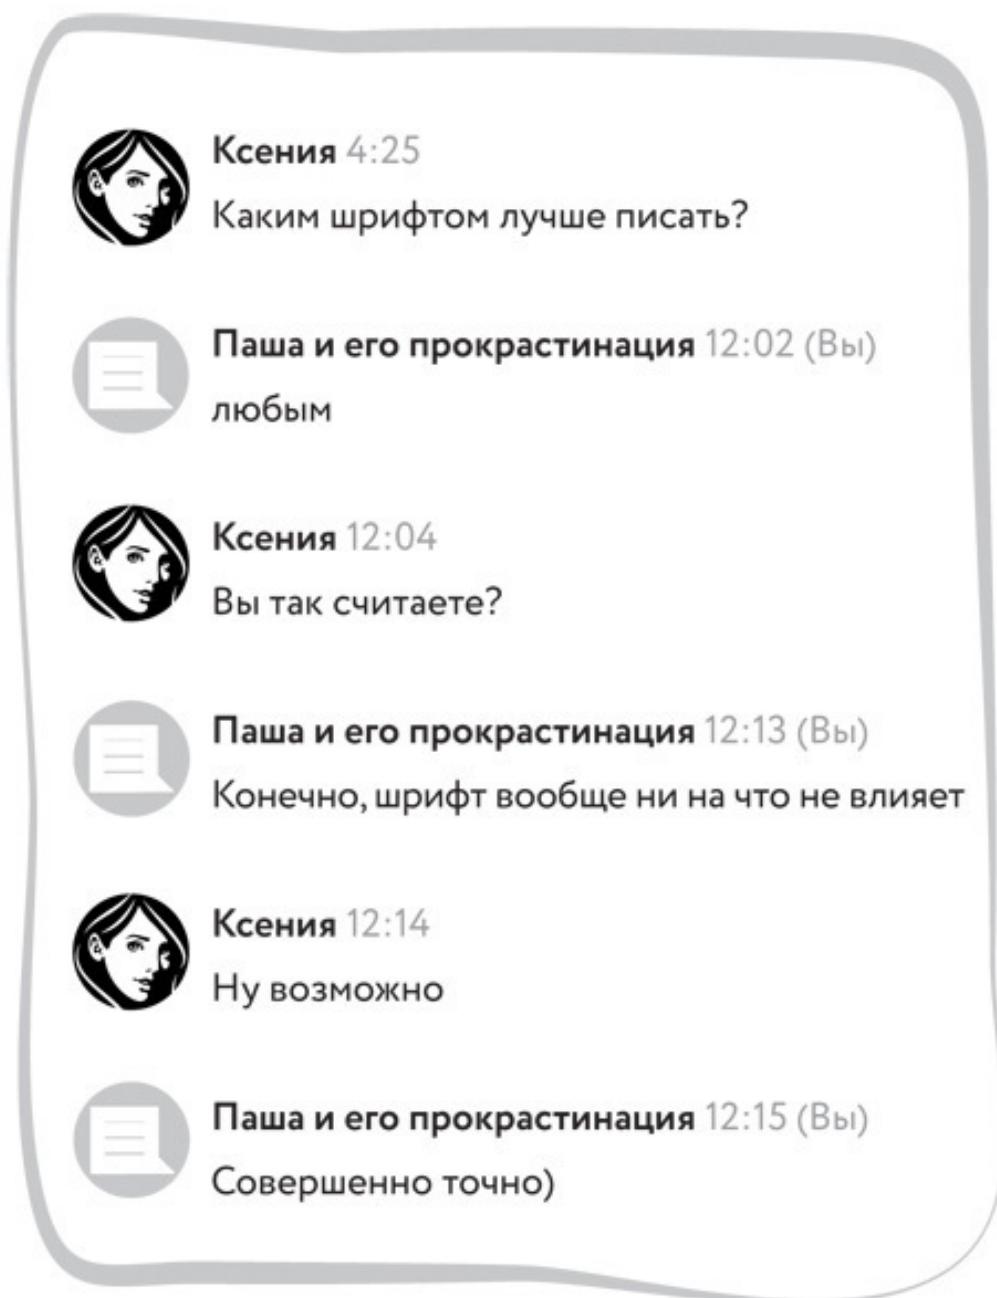 Ксения 4:25
Каким шрифтом лучше писать?
Паша и его прокрастинация 12:02 (Вы)
любым
Ксения 12:04
Вы так считаете?
Паша и его прокрастинация 12:13 (Вы)
Конечно, шрифт вообще ни на что не влияет
Ксения 12:14
Ну возможно
Паша и его прокрастинация 12:15 (Вы)
Совершенно точно)